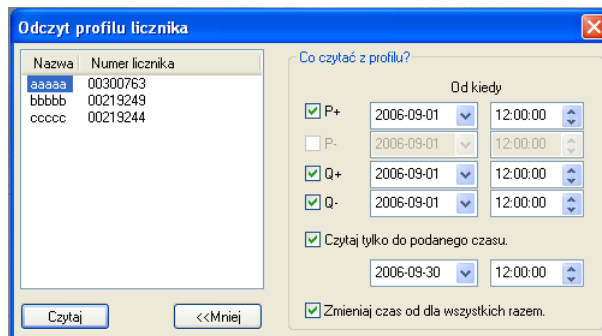 Odczyt profilu licznika
Nazwa Numer licznika
aaaaa 00300763
bbbbb 00219249
ccccc 00219244
Czytaj
<<Mniej
Co czytać z profilu?
Od kiedy
P+ 2006-09-01 12:00:00
P- 2006-09-01 12:00:00
Q+ 2006-09-01 12:00:00
Q- 2006-09-01 12:00:00
Czytaj tylko do podanego czasu.
2006-09-30 12:00:00
Zmieniaj czas od dla wszystkich razem.